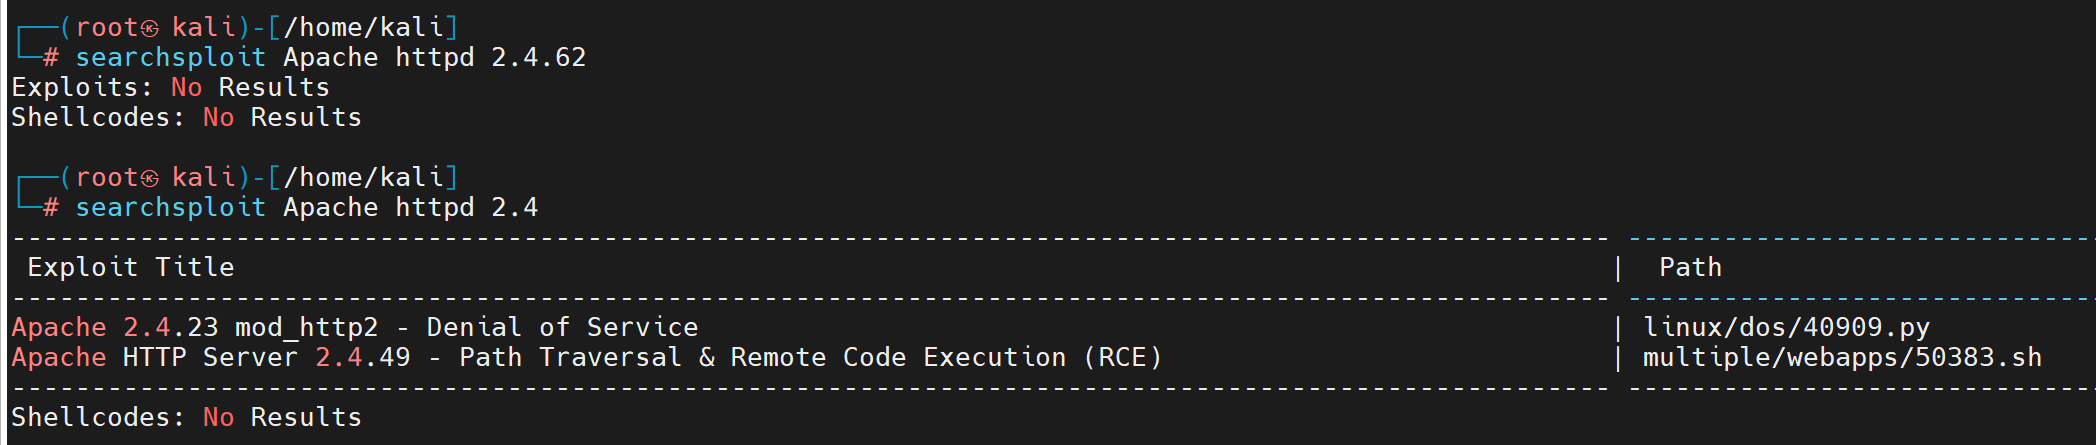 ┌──(root㉿ kali)-[/home/kali]
└─# searchsploit Apache httpd 2.4.62
Exploits: No Results
Shellcodes: No Results
┌──(root㉿ kali)-[/home/kali]
└─# searchsploit Apache httpd 2.4
Exploit Title | Path
Apache 2.4.23 mod_http2 - Denial of Service | linux/dos/40909.py
Apache HTTP Server 2.4.49 - Path Traversal & Remote Code Execution (RCE) | multiple/webapps/50383.sh
Shellcodes: No Results